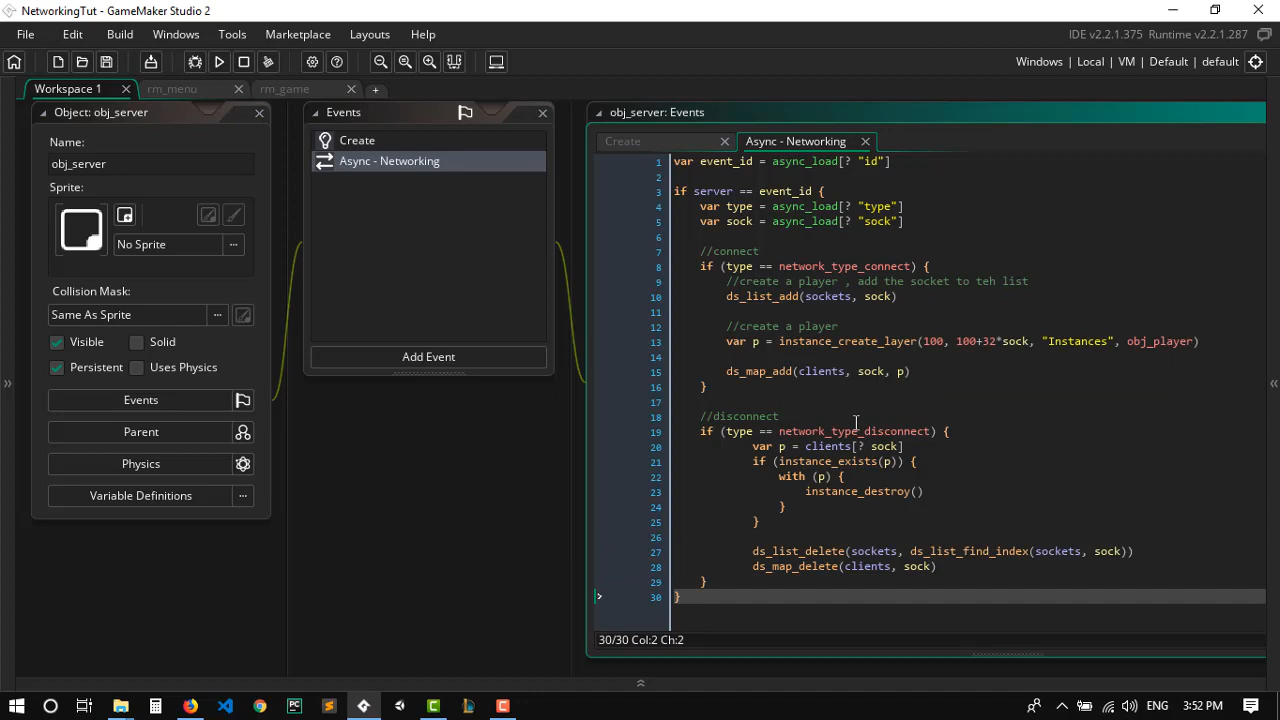 NetworkingTut - GameMaker Studio 2
File Edit Build Windows Tools Marketplace Layouts Help
IDE v2.2.1.375 Runtime v2.2.1.287
Windows | Local | VM | Default | default
Workspace 1 rm_menu rm_game
Object: obj_server
Name:
obj_server
Sprite:
No Sprite
Collision Mask:
Same As Sprite
Visible Solid
Persistent Uses Physics
Events
Parent
Physics
Variable Definitions
Events
Create
Async - Networking
Add Event
obj_server: Events
Create Async - Networking
1 var event_id = async_load[? "id"]
2
3 if server == event_id {
4 var type = async_load[? "type"]
5 var sock = async_load[? "sock"]
6
7 //connect
8 if (type == network_type_connect) {
9 //create a player , add the socket to teh list
10 ds_list_add(sockets, sock)
11
12 //create a player
13 var p = instance_create_layer(100, 100+32*sock, "Instances", obj_player)
14
15 ds_map_add(clients, sock, p)
16 }
17
18 //disconnect
19 if (type == network_type_disconnect) {
20 var p = clients[? sock]
21 if (instance_exists(p)) {
22 with (p) {
23 instance_destroy()
24 }
25 }
26
27 ds_list_delete(sockets, ds_list_find_index(sockets, sock))
28 ds_map_delete(clients, sock)
29 }
30 }
30/30 Col:2 Ch:2
ENG 3:52 PM